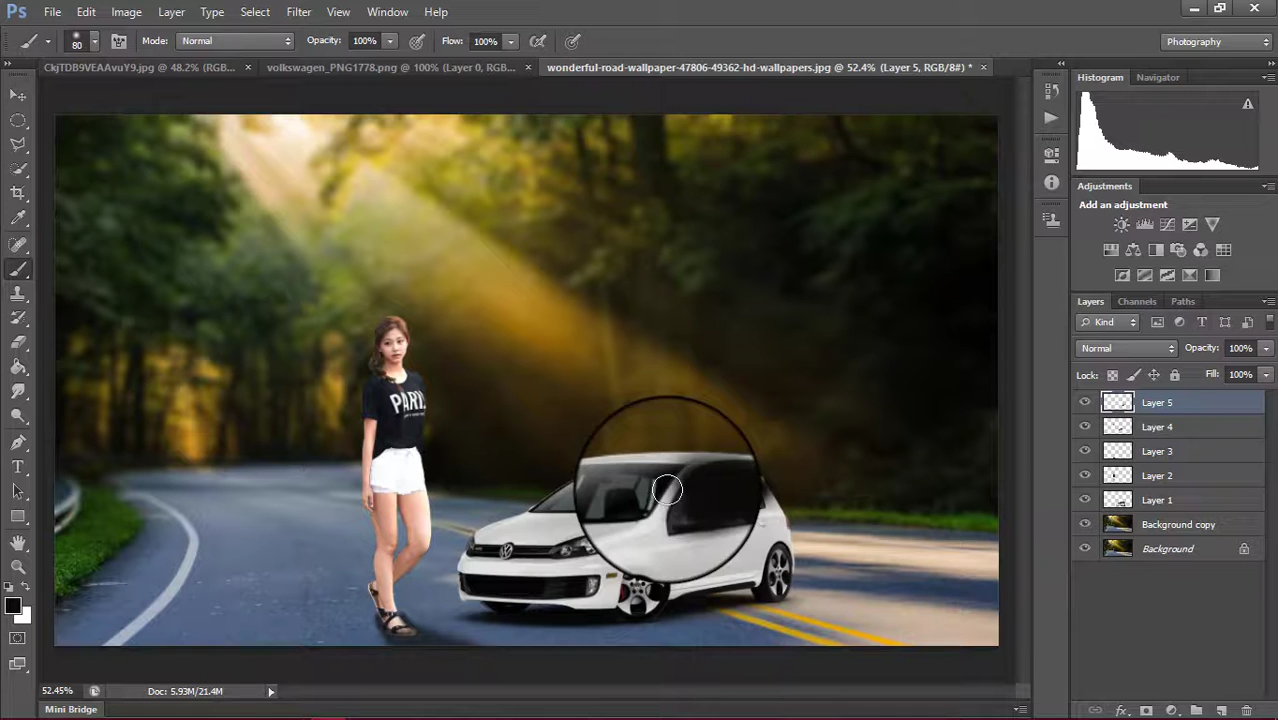 Ps File Edit Image Layer Type Select Filter 3D View Window Help
80 Mode: Normal Opacity: 100% Flow: 100% Photography
CkjTDB9VEAAvuY9.jpg @ 48.2% (RGB... × volkswagen_PNG1778.png @ 100% (Layer 0, RGB... × wonderful-road-wallpaper-47806-49362-hd-wallpapers.jpg @ 52.4% (Layer 5, RGB/8#) * ×
Histogram Navigator
Adjustments
Add an adjustment
Layers Channels Paths
Kind
Normal Opacity: 100%
Lock: Fill: 100%
Layer 5
Layer 4
Layer 3
Layer 2
Layer 1
Background copy
Background
PARIS
52.45% Doc: 5.93M/21.4M
Mini Bridge